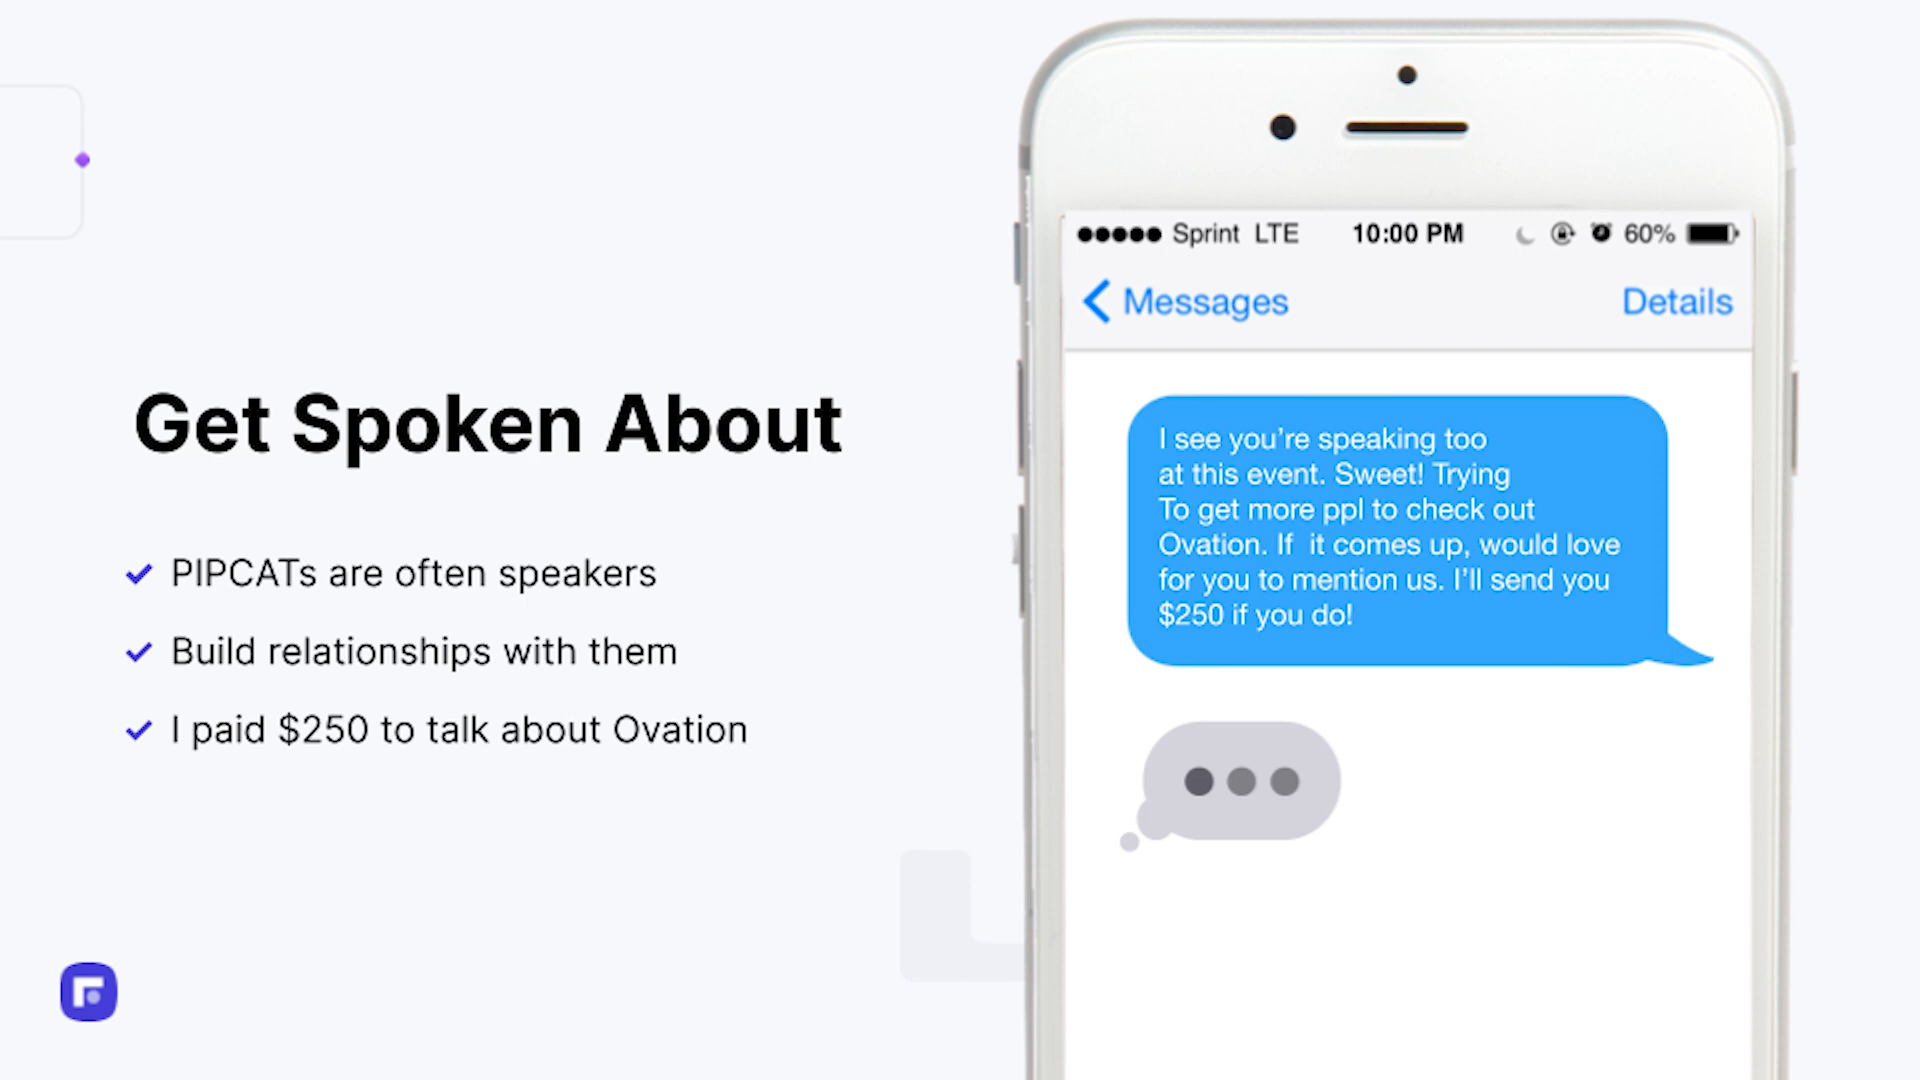 Get Spoken About
PIPCATs are often speakers
Build relationships with them
I paid $250 to talk about Ovation
Sprint LTE 10:00 PM 60%
Messages Details
I see you’re speaking too
at this event. Sweet! Trying
To get more ppl to check out
Ovation. If  it comes up, would love
for you to mention us. I’ll send you
$250 if you do!